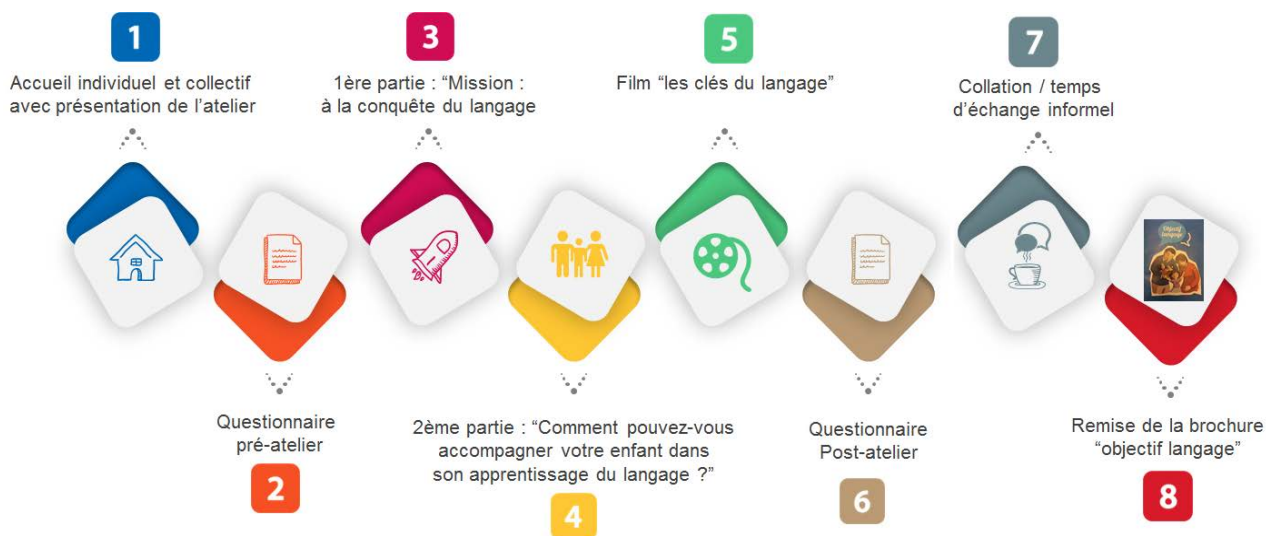 1
Accueil individuel et collectif
avec présentation de l’atelier
2
Questionnaire
pré-atelier
3
1ère partie : “Mission :
à la conquête du langage
4
2ème partie : “Comment pouvez-vous
accompagner votre enfant dans
son apprentissage du langage ?”
5
Film “les clés du langage”
6
Questionnaire
Post-atelier
7
Collation / temps
d’échange informel
8
Remise de la brochure
“objectif langage”
Objectif
langage